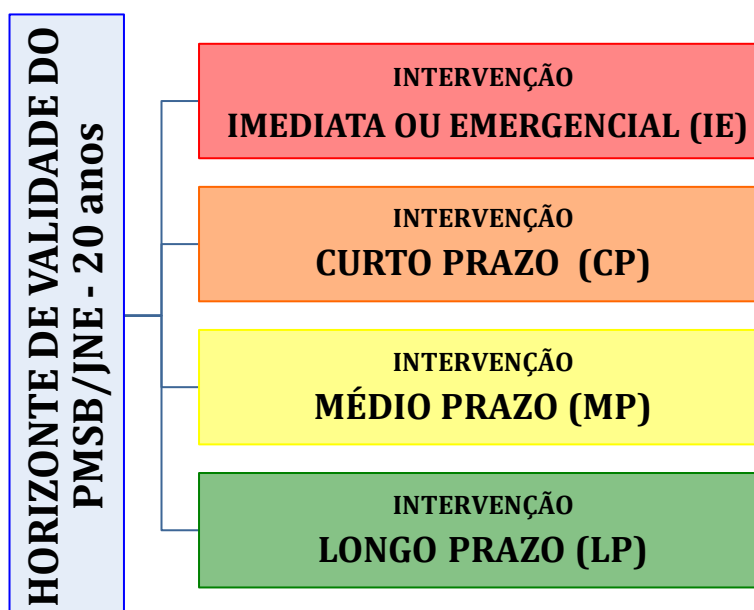 HORIZONTE DE VALIDADE DO
PMSB/JNE - 20 anos
INTERVENÇÃO
IMEDIATA OU EMERGENCIAL (IE)
INTERVENÇÃO
CURTO PRAZO (CP)
INTERVENÇÃO
MÉDIO PRAZO (MP)
INTERVENÇÃO
LONGO PRAZO (LP)